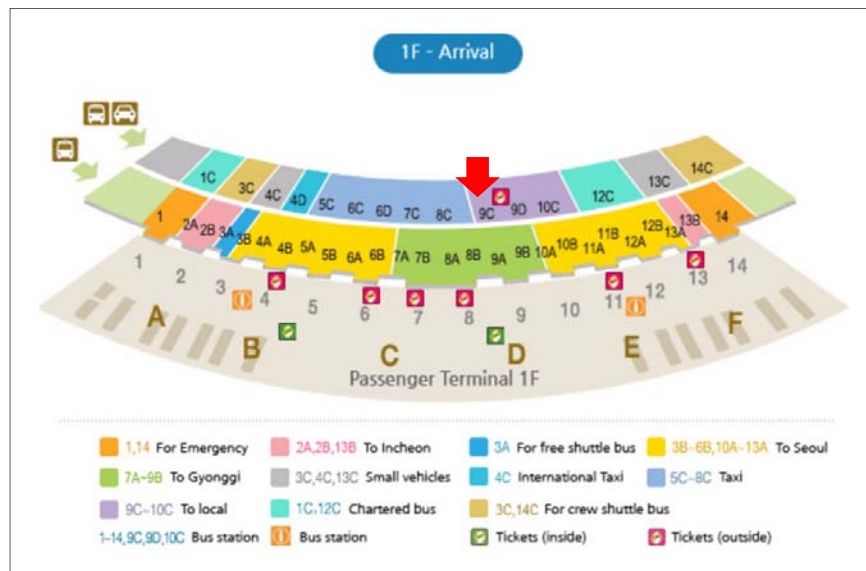 1F - Arrival
1C 3C 4C 4D 5C 6C 6D 7C 8C 9C 9D 10C 12C 13C 14C
1 2A 2B 3A 3B 4A 4B 5A 5B 6A 6B 7A 7B 8A 8B 9A 9B 10A 10B 11A 11B 12A 12B 13A 13B 14
1 2 3 4 5 6 7 8 9 10 11 12 13 14
A B C D E F
Passenger Terminal 1F
1,14 For Emergency 2A,2B,13B To Incheon 3A For free shuttle bus 3B~6B,10A~13A To Seoul
7A~9B To Gyonggi 3C,4C,13C Small vehicles 4C International Taxi 5C~8C Taxi
9C~10C To local 1C,12C Chartered bus 3C,14C For crew shuttle bus
1~14,9C,9D,10C Bus station Bus station Tickets (inside) Tickets (outside)